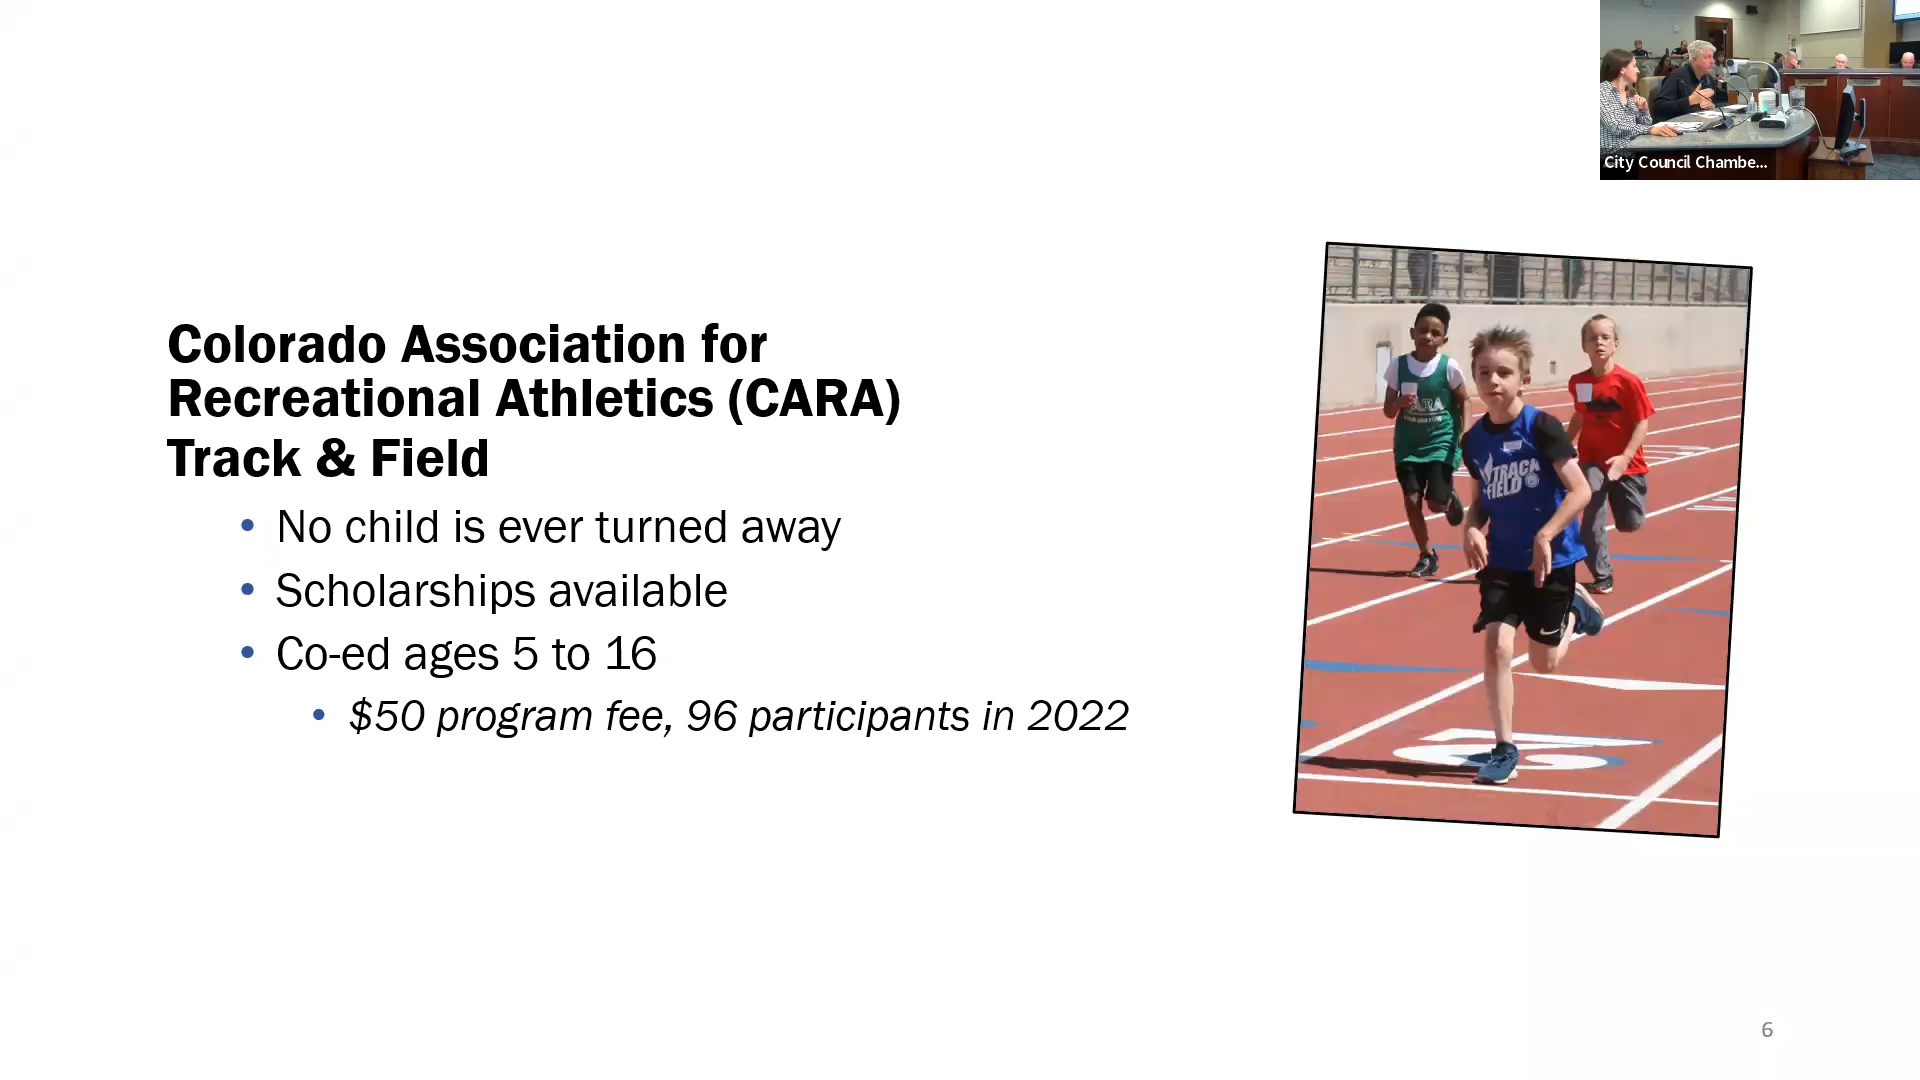 City Council Chambe...
Colorado Association for
Recreational Athletics (CARA)
Track & Field
• No child is ever turned away
• Scholarships available
• Co-ed ages 5 to 16
• $50 program fee, 96 participants in 2022
TRACK
FIELD
6